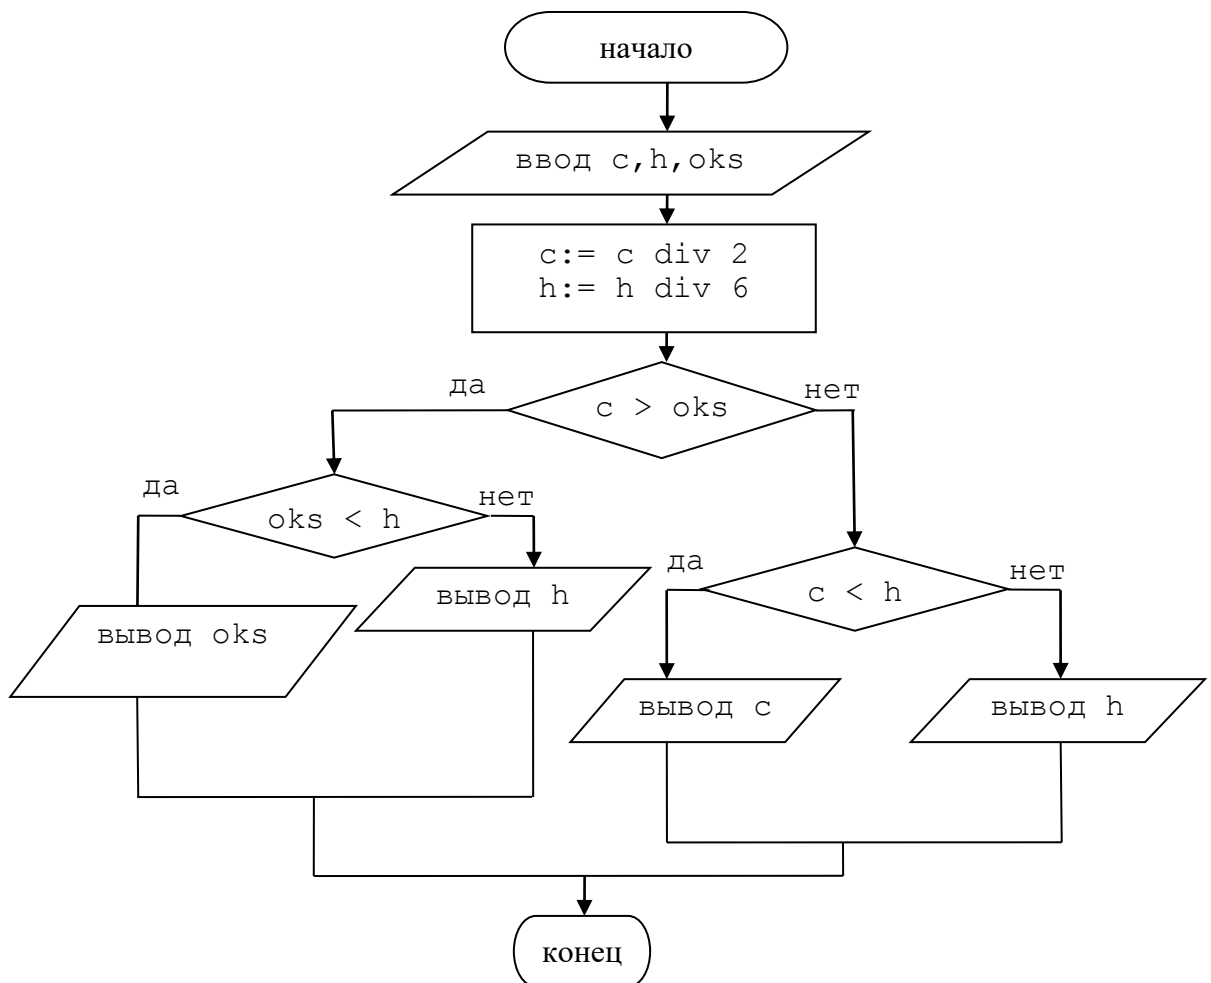 начало
ввод c,h,oks
c:= c div 2
h:= h div 6
c > oks
да
нет
oks < h
да
нет
вывод oks
вывод h
c < h
да
нет
вывод c
вывод h
конец